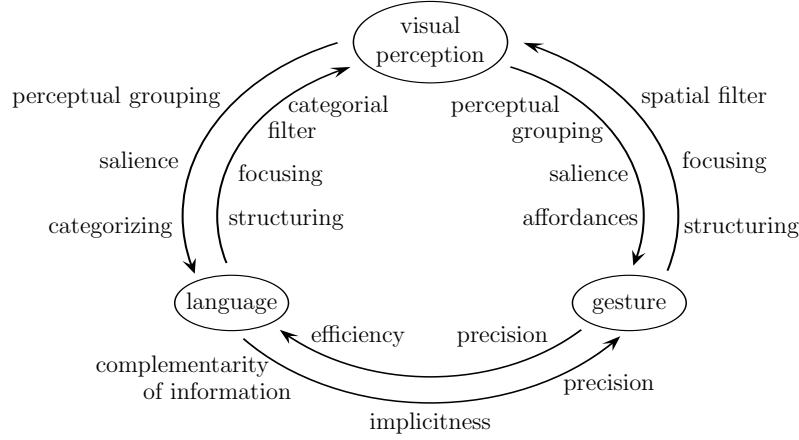 visual
perception
perceptual grouping
categorial
filter
perceptual
grouping
spatial filter
salience
focusing
salience
focusing
categorizing
structuring
affordances
structuring
language
gesture
efficiency
precision
complementarity
of information
precision
implicitness